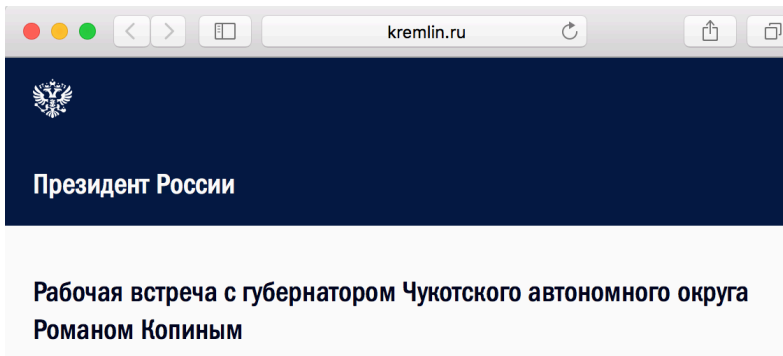 kremlin.ru
Президент России
Рабочая встреча с губернатором Чукотского автономного округа
Романом Копиным